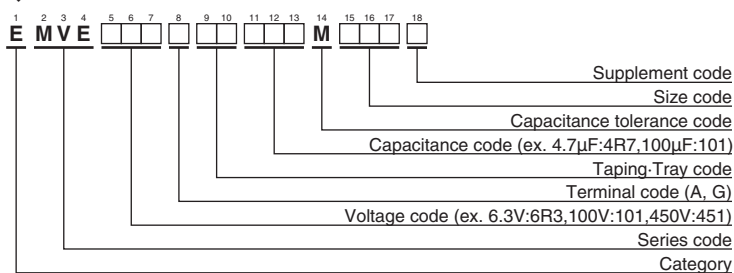 1 2 3 4 5 6 7 8 9 10 11 12 13 14 15 16 17 18
E M V E M
Supplement code
Size code
Capacitance tolerance code
Capacitance code (ex. 4.7μF:4R7,100μF:101)
Taping·Tray code
Terminal code (A, G)
Voltage code (ex. 6.3V:6R3,100V:101,450V:451)
Series code
Category